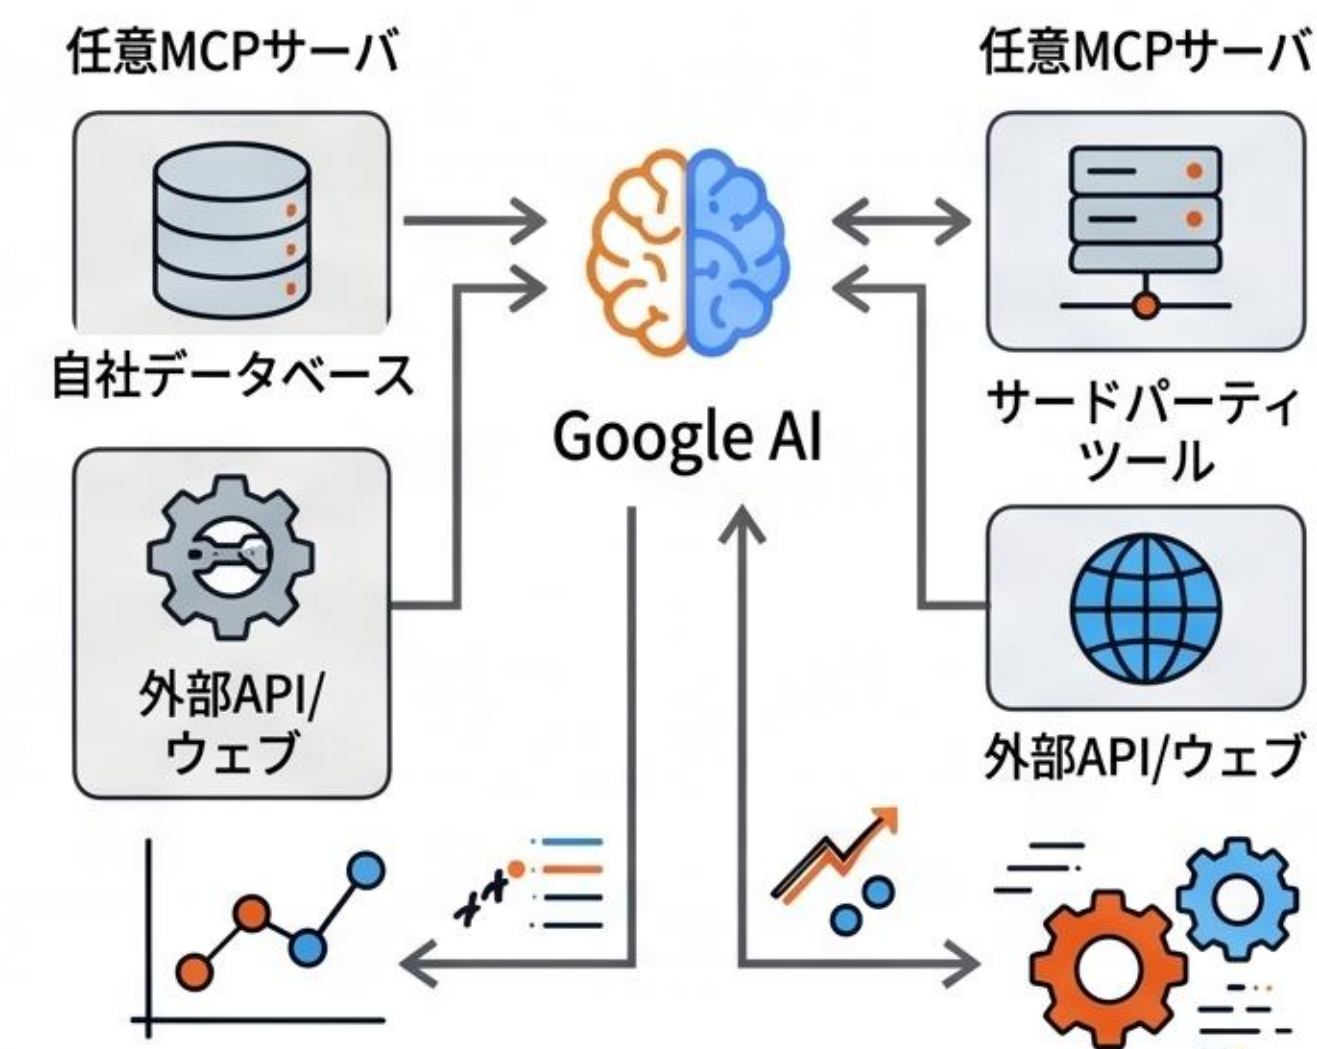 任意MCPサーバ
自社データベース
外部API/
ウェブ
Google AI
任意MCPサーバ
サードパーティ
ツール
外部API/ウェブ